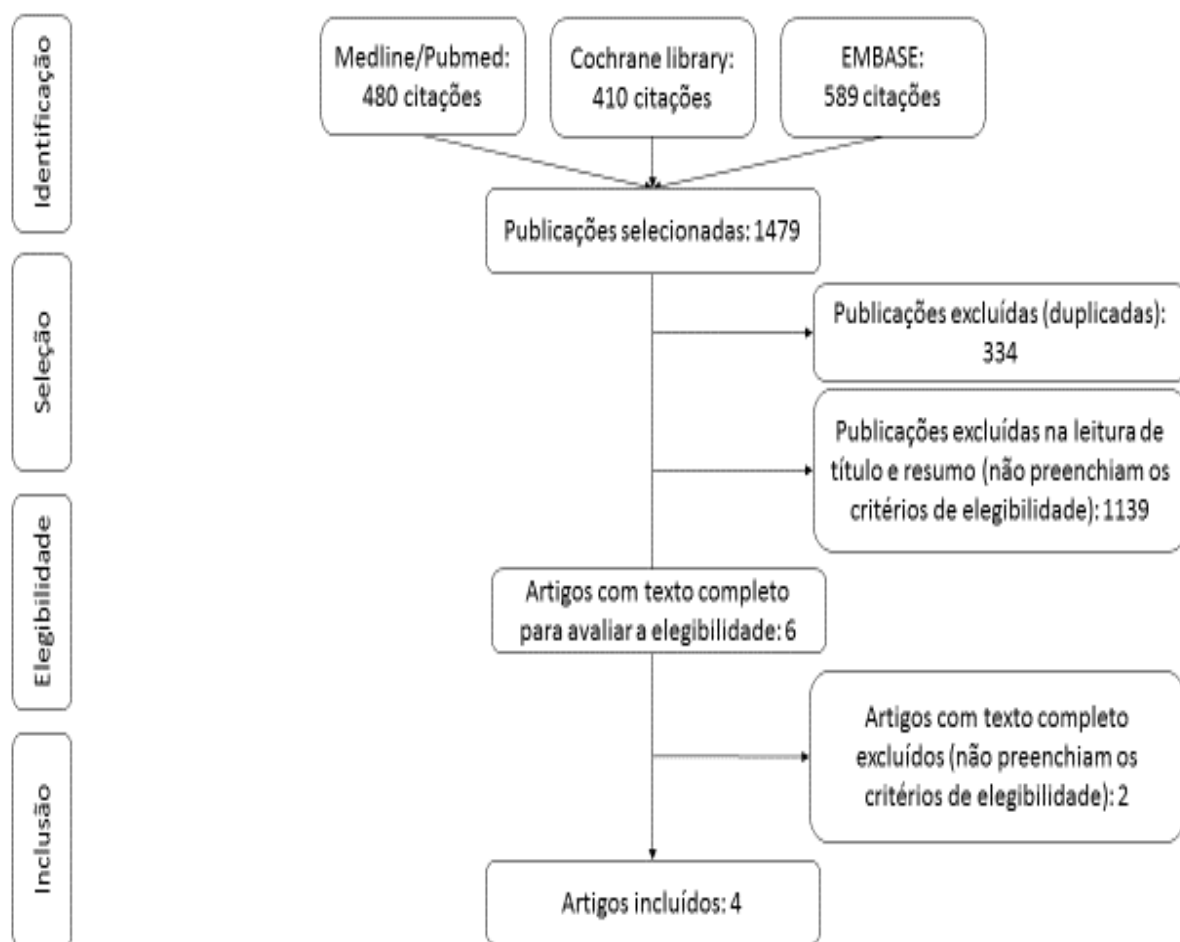 Identificação
Medline/Pubmed:
480 citações
Cochrane library:
410 citações
EMBASE:
589 citações
Publicações selecionadas: 1479
Seleção
Publicações excluídas (duplicadas):
334
Publicações excluídas na leitura de
título e resumo (não preenchiam os
critérios de elegibilidade): 1139
Elegibilidade
Artigos com texto completo
para avaliar a elegibilidade: 6
Artigos com texto completo
excluídos (não preenchiam os
critérios de elegibilidade): 2
Inclusão
Artigos incluídos: 4